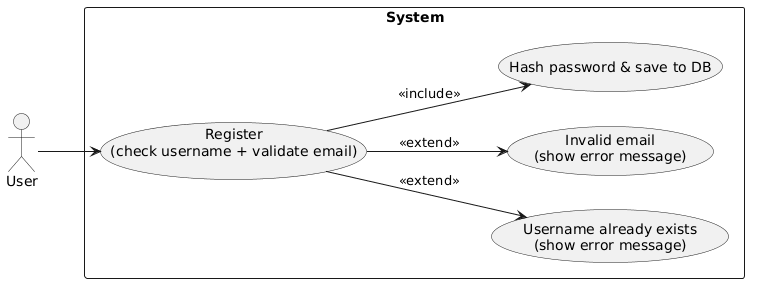 System
Hash password & save to DB
«include»
Register
(check username + validate email)
«extend»
Invalid email
(show error message)
User
«extend»
Username already exists
(show error message)